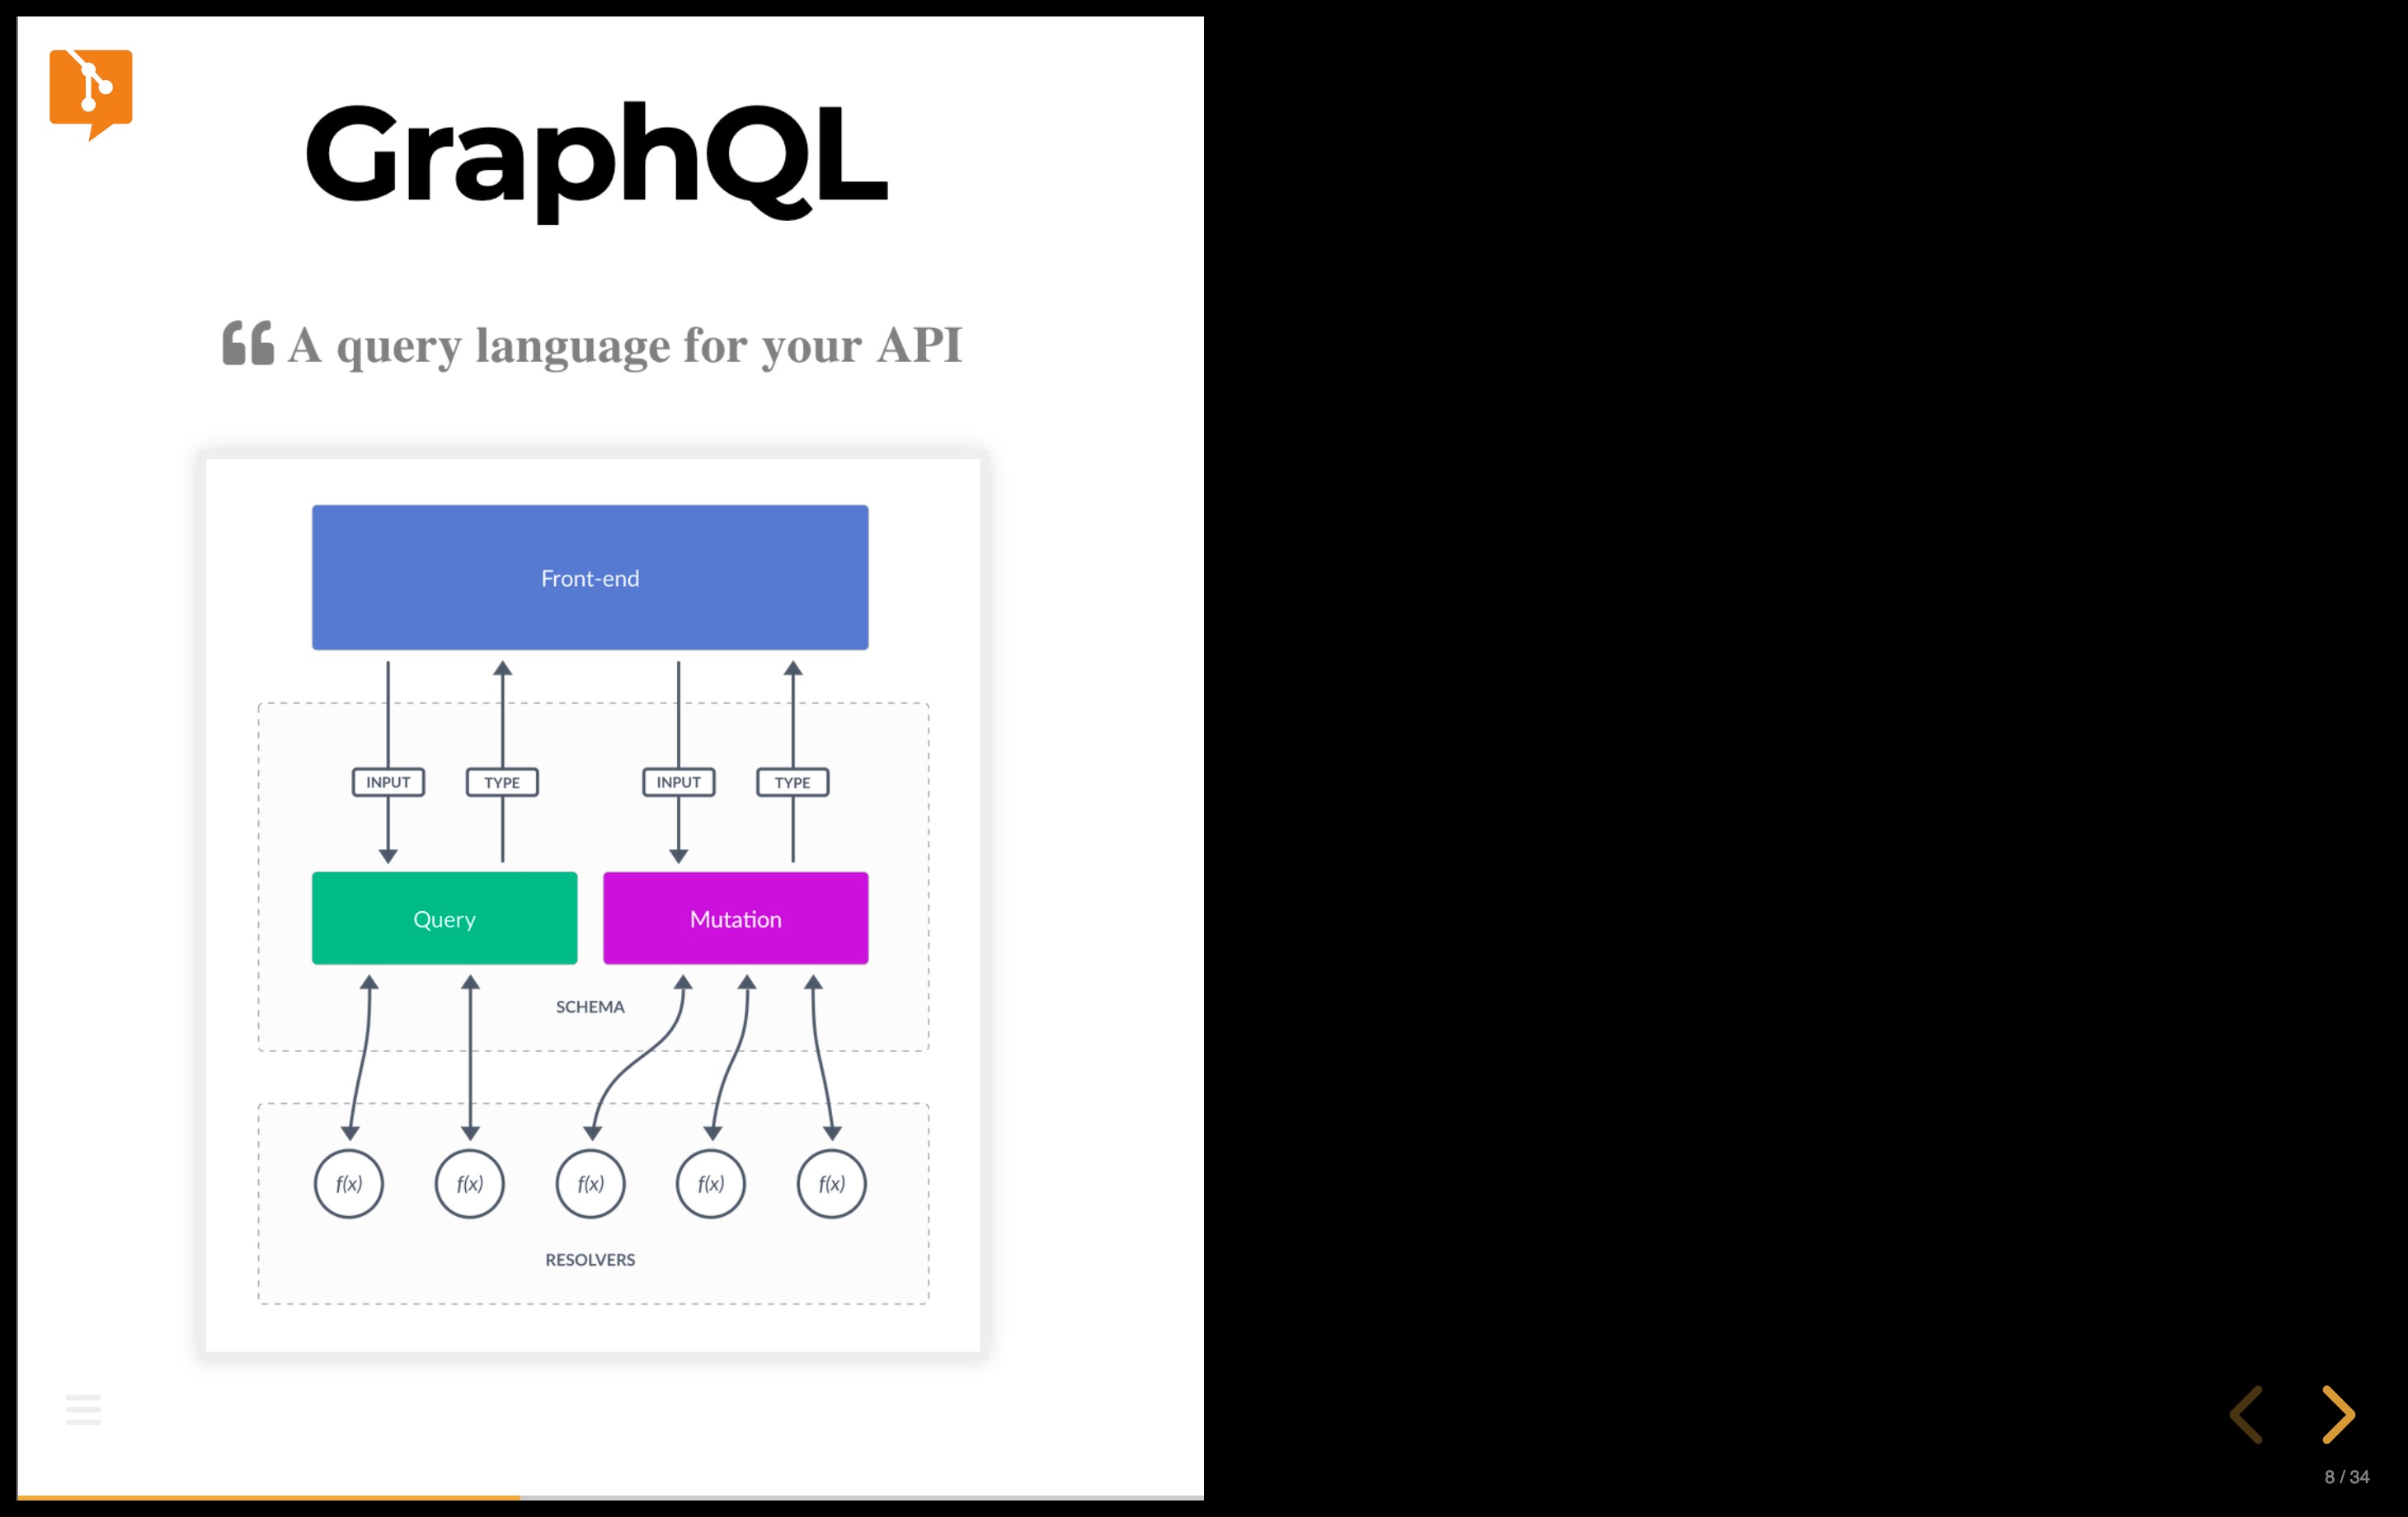 GraphQL
A query language for your API
Front-end
INPUT TYPE INPUT TYPE
Query Mutation
SCHEMA
f(x) f(x) f(x) f(x) f(x)
RESOLVERS
8 / 34